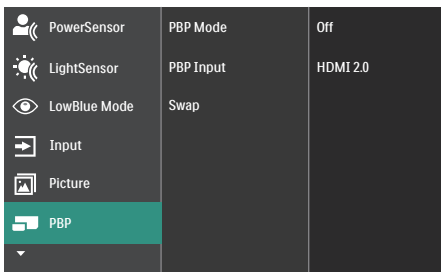 PowerSensor PBP Mode Off
LightSensor PBP Input HDMI 2.0
LowBlue Mode Swap
Input
Picture
PBP